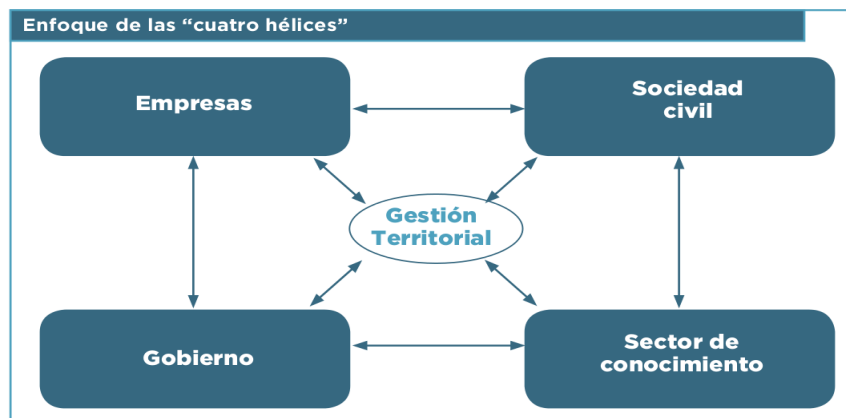 Enfoque de las “cuatro hélices”
Empresas
Sociedad
civil
Gestión
Territorial
Gobierno
Sector de
conocimiento